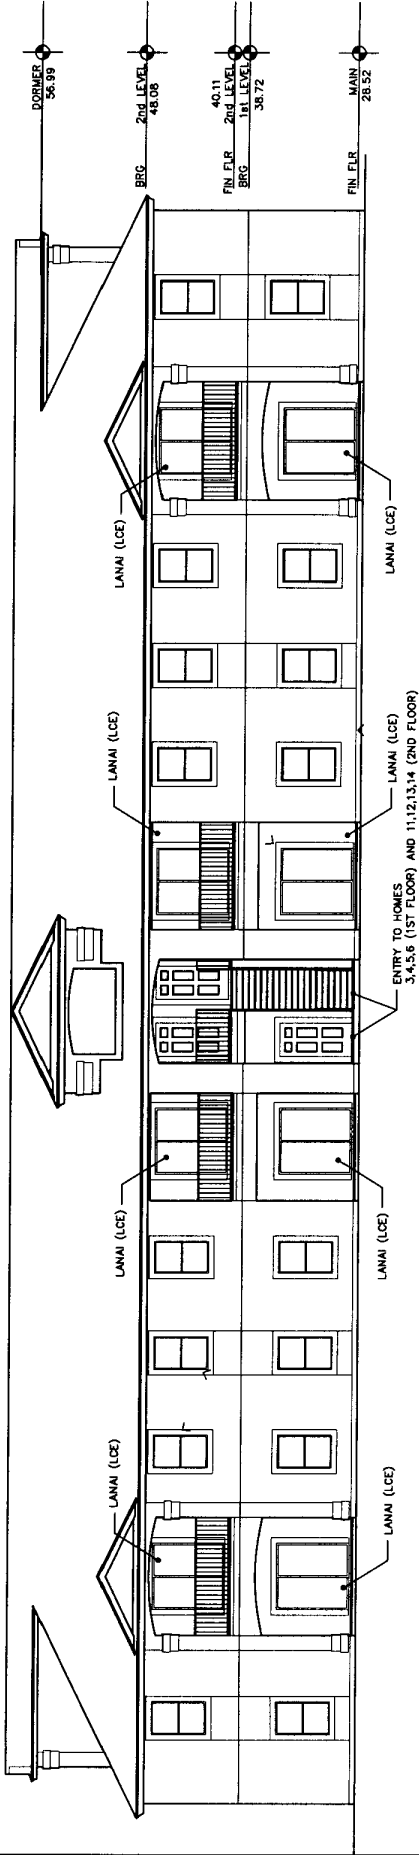 DORMER
56.99
2nd LEVEL
BRG
48.08
40.11
2nd LEVEL
FIN FLR
BRG
1st LEVEL
38.72
MAIN
FIN FLR
28.52
LANAI (LCE)
LANAI (LCE)
LANAI (LCE)
LANAI (LCE)
LANAI (LCE)
LANAI (LCE)
LANAI (LCE)
LANAI (LCE)
ENTRY TO HOMES
3,4,5,6 (1ST FLOOR) AND 11,12,13,14 (2ND FLOOR)